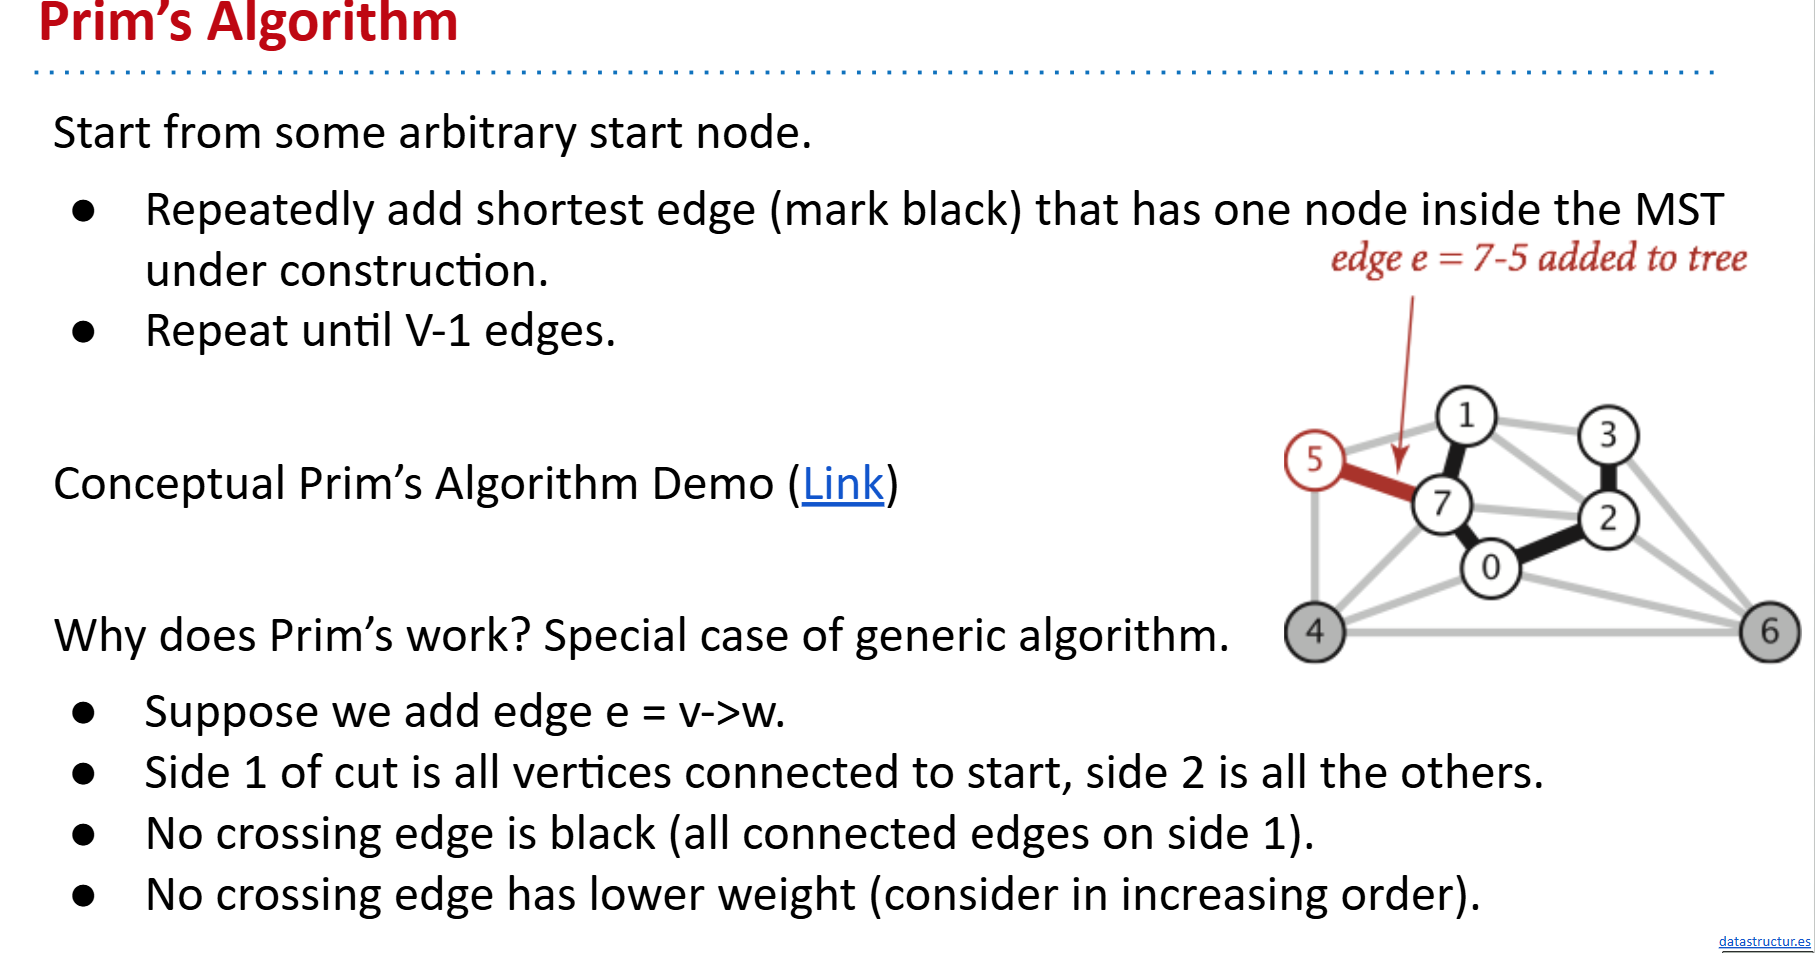 Prim's Algorithm
Start from some arbitrary start node.
● Repeatedly add shortest edge (mark black) that has one node inside the MST
under construction.
● Repeat until V-1 edges.
edge e = 7-5 added to tree
1
3
5
7
2
0
4
6
Conceptual Prim's Algorithm Demo (Link)
Why does Prim's work? Special case of generic algorithm.
● Suppose we add edge e = v->w.
● Side 1 of cut is all vertices connected to start, side 2 is all the others.
● No crossing edge is black (all connected edges on side 1).
● No crossing edge has lower weight (consider in increasing order).
datastructur.es